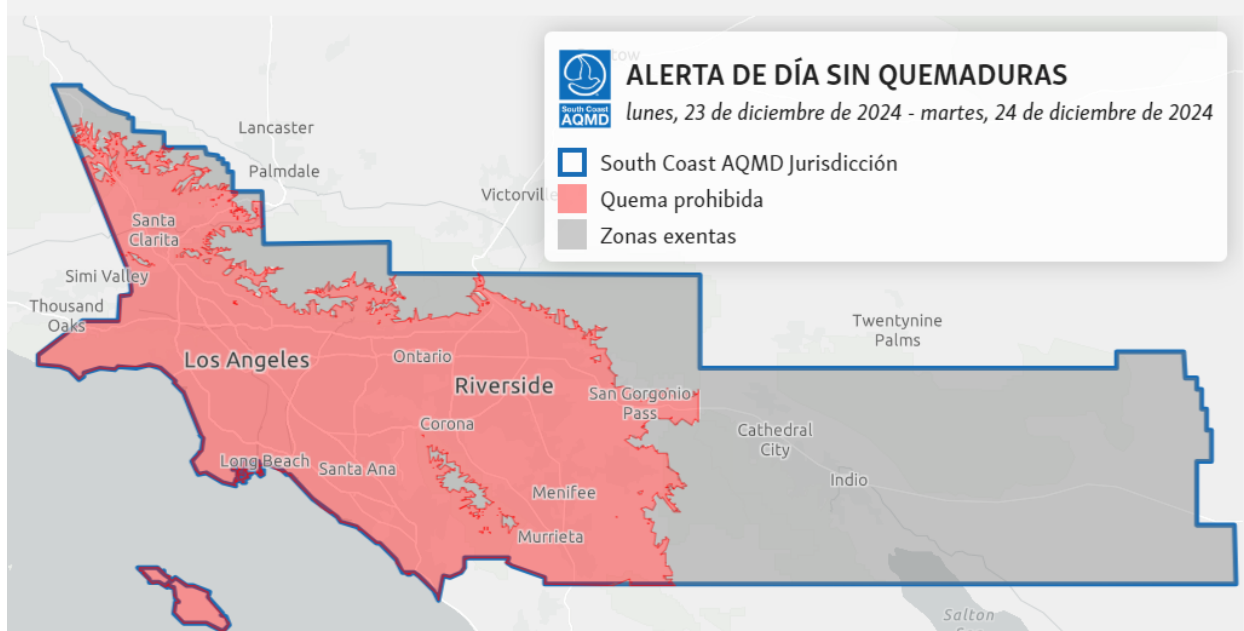 ALERTA DE DÍA SIN QUEMADURAS
lunes, 23 de diciembre de 2024 - martes, 24 de diciembre de 2024
South Coast
AQMD
South Coast AQMD Jurisdicción
Quema prohibida
Zonas exentas
Lancaster
Palmdale
Victorville
Santa
Clarita
Simi Valley
Thousand
Oaks
Twentynine
Palms
Los Angeles
Ontario
Riverside
San Gorgonio
Pass
Corona
Cathedral
City
Long Beach
Santa Ana
Indio
Menifee
Murrieta
Salton